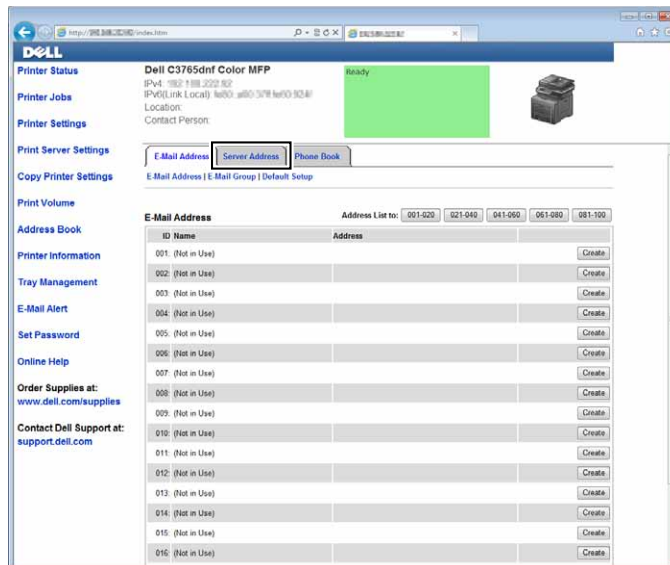 http://
/index.htm
DELL
Printer Status
Printer Jobs
Printer Settings
Print Server Settings
Copy Printer Settings
Print Volume
Address Book
Printer Information
Tray Management
E-Mail Alert
Set Password
Online Help
Order Supplies at:
www.dell.com/supplies
Contact Dell Support at:
support.dell.com
Dell C3765dnf Color MFP
IPv4:
IPv6(Link Local):
Location:
Contact Person:
Ready
E-Mail Address Server Address Phone Book
E-Mail Address | E-Mail Group | Default Setup
E-Mail Address Address List to: 001-020 021-040 041-060 061-080 081-100
ID Name Address
001: (Not in Use) Create
002: (Not in Use) Create
003: (Not in Use) Create
004: (Not in Use) Create
005: (Not in Use) Create
006: (Not in Use) Create
007: (Not in Use) Create
008: (Not in Use) Create
009: (Not in Use) Create
010: (Not in Use) Create
011: (Not in Use) Create
012: (Not in Use) Create
013: (Not in Use) Create
014: (Not in Use) Create
015: (Not in Use) Create
016: (Not in Use) Create